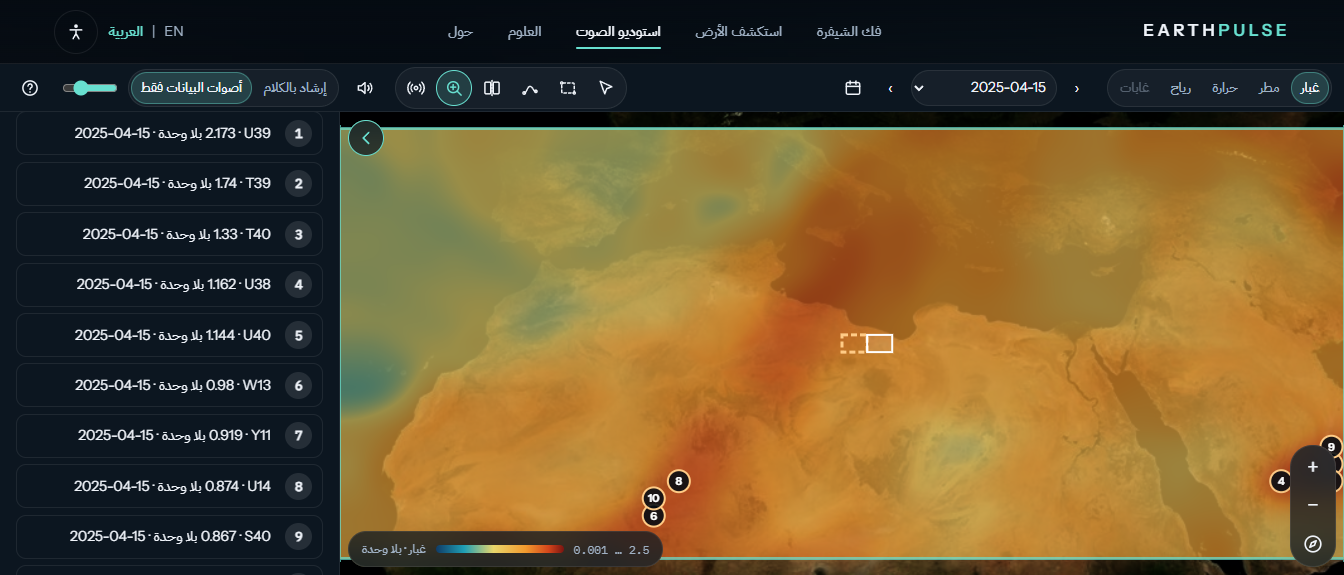 EARTHPULSE
فك الشيفرة
استكشف الأرض
استوديو الصوت
العلوم
حول
العربية | EN
غبار
مطر
حرارة
رياح
غابات
2025-04-15
إرشاد بالكلام
أصوات البيانات فقط
1 U39 · 2.173 بلا وحدة · 2025-04-15
2 T39 · 1.74 بلا وحدة · 2025-04-15
3 T40 · 1.33 بلا وحدة · 2025-04-15
4 U38 · 1.162 بلا وحدة · 2025-04-15
5 U40 · 1.144 بلا وحدة · 2025-04-15
6 W13 · 0.98 بلا وحدة · 2025-04-15
7 Y11 · 0.919 بلا وحدة · 2025-04-15
8 U14 · 0.874 بلا وحدة · 2025-04-15
9 S40 · 0.867 بلا وحدة · 2025-04-15
9
4
8
10
6
غبار · بلا وحدة
0.001 … 2.5